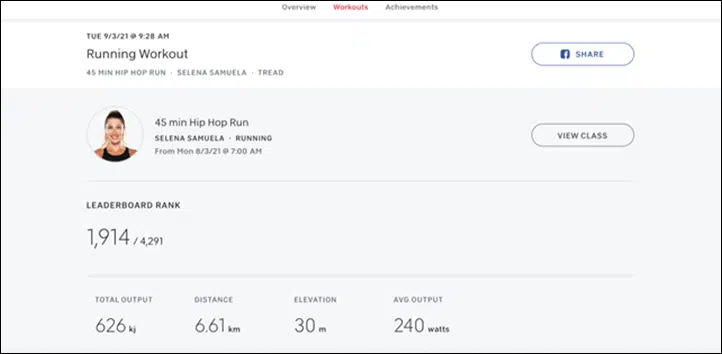 Overview Workouts Achievements
TUE 9/3/21 @ 9:28 AM
Running Workout
45 MIN HIP HOP RUN · SELENA SAMUELA · TREAD
SHARE
45 min Hip Hop Run
SELENA SAMUELA · RUNNING
From Mon 8/3/21 @ 7:00 AM
VIEW CLASS
LEADERBOARD RANK
1,914 / 4,291
TOTAL OUTPUT DISTANCE ELEVATION AVG OUTPUT
626 kj 6.61 km 30 m 240 watts